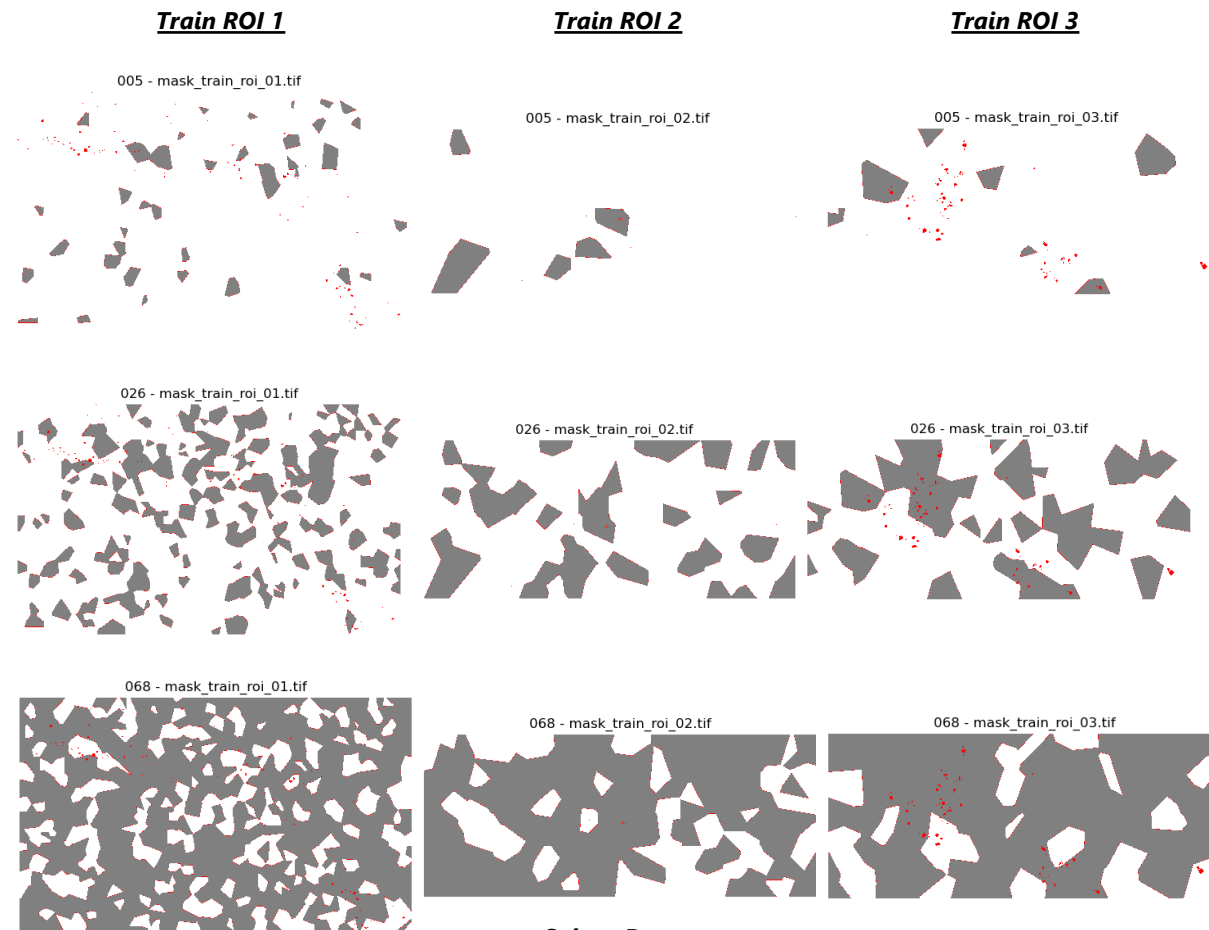 Train ROI 1
Train ROI 2
Train ROI 3
005 - mask_train_roi_01.tif
005 - mask_train_roi_02.tif
005 - mask_train_roi_03.tif
026 - mask_train_roi_01.tif
026 - mask_train_roi_02.tif
026 - mask_train_roi_03.tif
068 - mask_train_roi_01.tif
068 - mask_train_roi_02.tif
068 - mask_train_roi_03.tif